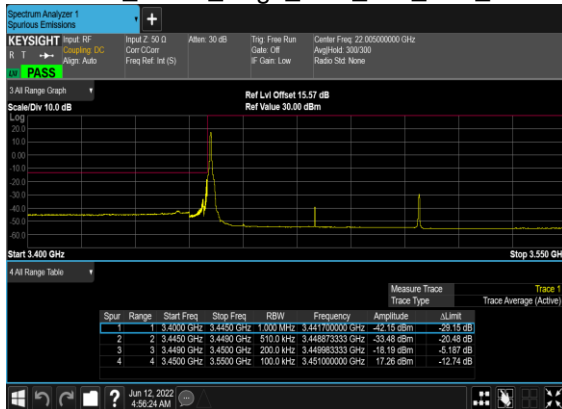 Spectrum Analyzer 1
Spurious Emissions
+
KEYSIGHT Input: RF Input Z: 50 Ω Atten: 30 dB Trig: Free Run Center Freq: 22.005000000 GHz
R T Coupling: DC Corr CCorr Gate: Off Avg|Hold: 300/300
Align: Auto Freq Ref: Int (S) IF Gain: Low Radio Std: None
PASS
3 All Range Graph
Ref Lvl Offset 15.57 dB
Scale/Div 10.0 dB Ref Value 30.00 dBm
Log
20.0
10.0
0.00
-10.0
-20.0
-30.0
-40.0
-50.0
-60.0
Start 3.400 GHz Stop 3.550 GH
4 All Range Table
Measure Trace Trace 1
Trace Type Trace Average (Active)
Spur Range Start Freq Stop Freq RBW Frequency Amplitude ΔLimit
1 1 3.4000 GHz 3.4450 GHz 1.000 MHz 3.441700000 GHz -42.15 dBm -29.15 dB
2 2 3.4450 GHz 3.4490 GHz 510.0 kHz 3.448873333 GHz -33.48 dBm -20.48 dB
3 3 3.4490 GHz 3.4500 GHz 200.0 kHz 3.449983333 GHz -18.19 dBm -5.187 dB
4 4 3.4500 GHz 3.5500 GHz 100.0 kHz 3.451000000 GHz 17.26 dBm -12.74 dB
? Jun 12, 2022
4:56:24 AM